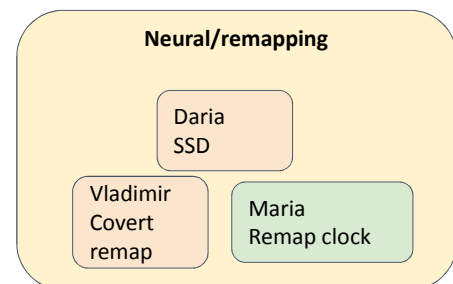 Neural/remapping
Daria
SSD
Vladimir
Covert
remap
Maria
Remap clock